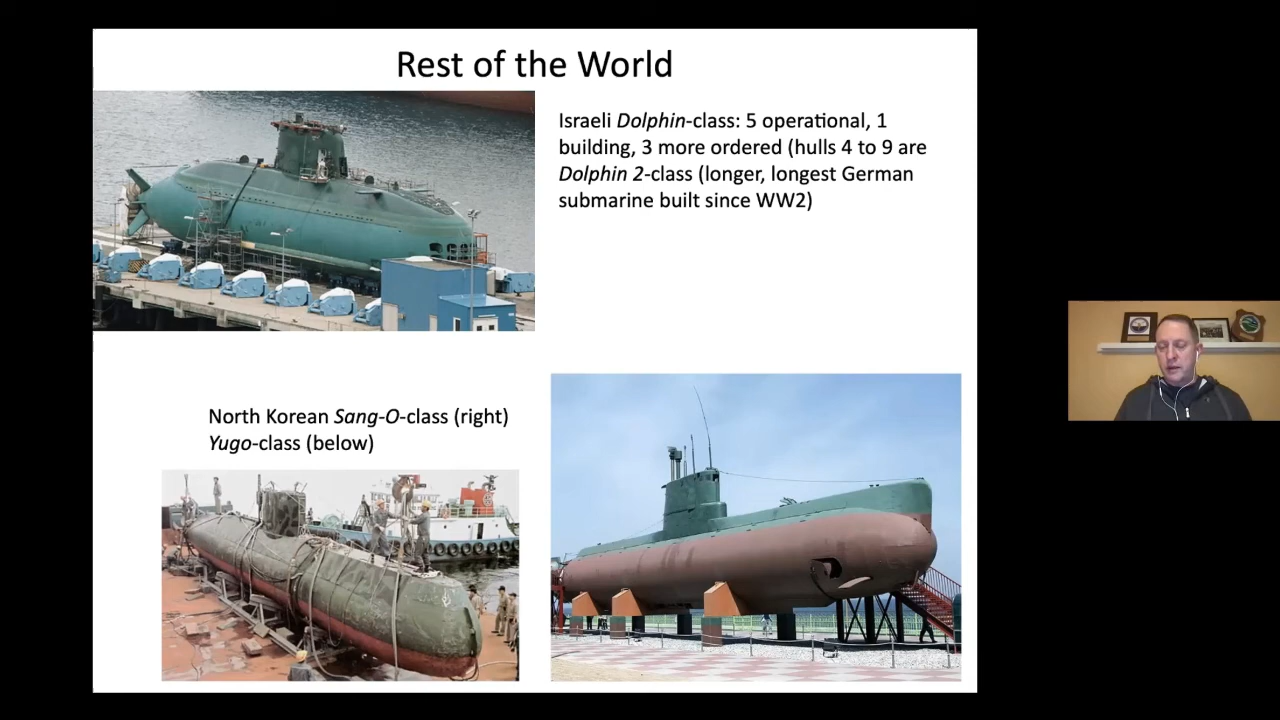 Rest of the World
Israeli Dolphin-class: 5 operational, 1
building, 3 more ordered (hulls 4 to 9 are
Dolphin 2-class (longer, longest German
submarine built since WW2)
North Korean Sang-O-class (right)
Yugo-class (below)